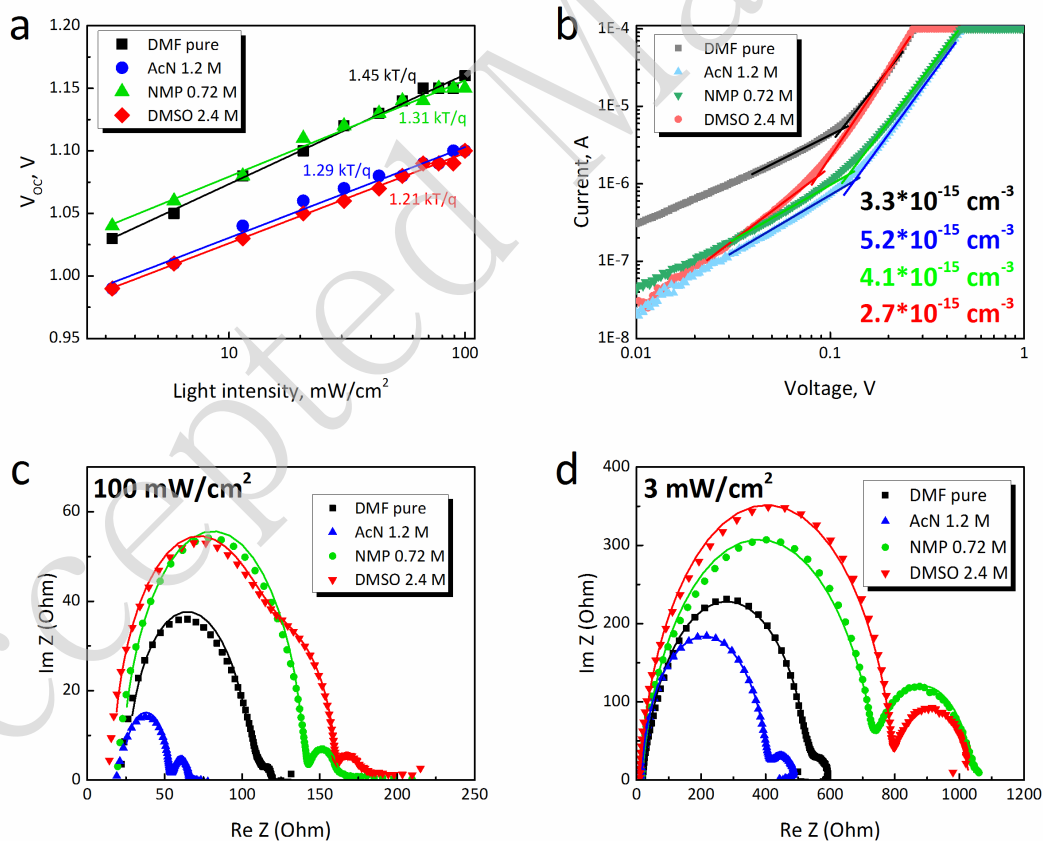 a
1.20
1.15
1.10
1.05
1.00
0.95
V_OC, V
DMF pure
AcN 1.2 M
NMP 0.72 M
DMSO 2.4 M
1.45 kT/q
1.31 kT/q
1.29 kT/q
1.21 kT/q
10
100
Light intensity, mW/cm²
b
1E-4
1E-5
1E-6
1E-7
1E-8
Current, A
DMF pure
AcN 1.2 M
NMP 0.72 M
DMSO 2.4 M
3.3*10⁻¹⁵ cm⁻³
5.2*10⁻¹⁵ cm⁻³
4.1*10⁻¹⁵ cm⁻³
2.7*10⁻¹⁵ cm⁻³
0.01
0.1
1
Voltage, V
c
60
40
20
0
Im Z (Ohm)
100 mW/cm²
DMF pure
AcN 1.2 M
NMP 0.72 M
DMSO 2.4 M
0 50 100 150 200 250
Re Z (Ohm)
d
400
300
200
100
0
Im Z (Ohm)
3 mW/cm²
DMF pure
AcN 1.2 M
NMP 0.72 M
DMSO 2.4 M
0 200 400 600 800 1000 1200
Re Z (Ohm)
ccepted Ma